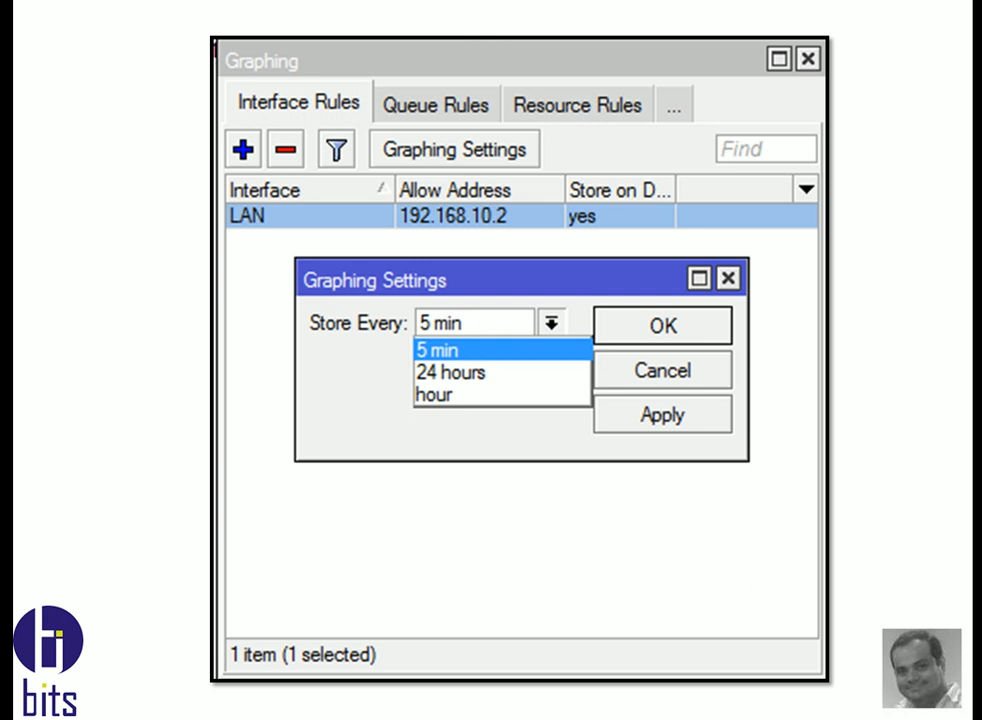 Graphing
Interface Rules Queue Rules Resource Rules ...
Graphing Settings Find
Interface Allow Address Store on D...
LAN 192.168.10.2 yes
Graphing Settings
Store Every: 5 min OK
5 min
24 hours Cancel
hour
Apply
1 item (1 selected)
bits